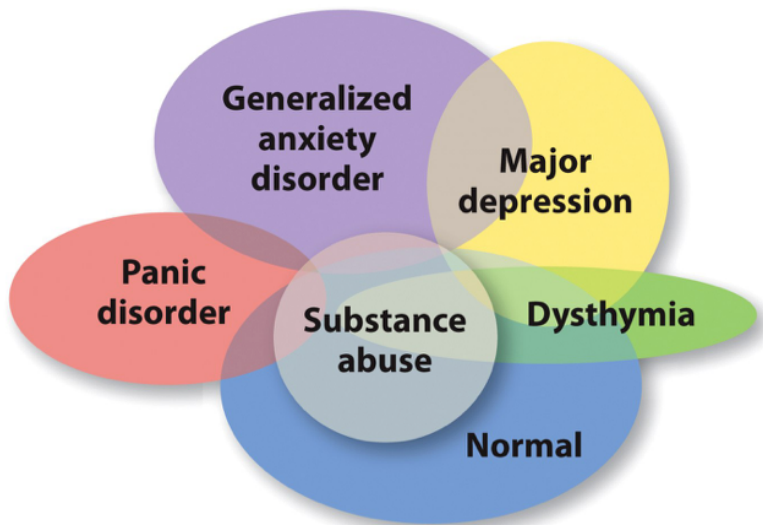 Generalized
anxiety
disorder
Major
depression
Panic
disorder
Substance
abuse
Dysthymia
Normal